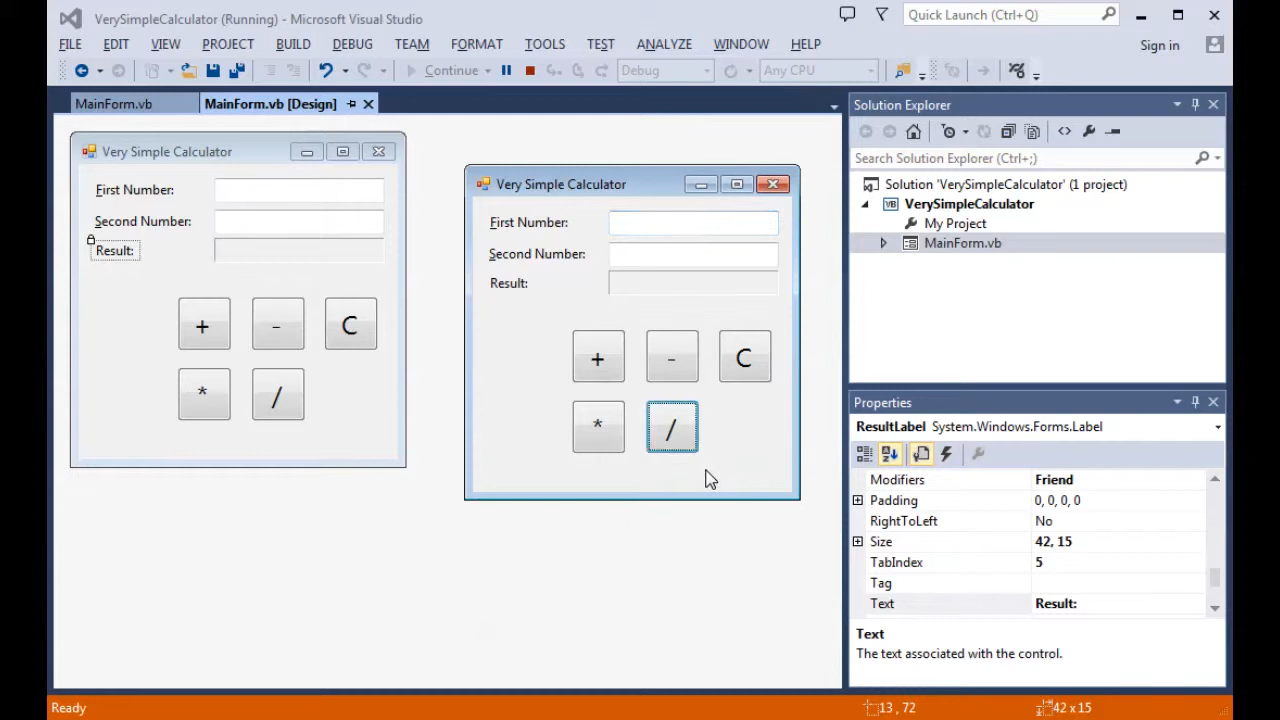 VerySimpleCalculator (Running) - Microsoft Visual Studio
Quick Launch (Ctrl+Q)
FILE EDIT VIEW PROJECT BUILD DEBUG TEAM FORMAT TOOLS TEST ANALYZE WINDOW HELP
Sign in
Continue Debug Any CPU
MainForm.vb MainForm.vb [Design]
Very Simple Calculator
First Number:
Second Number:
Result:
+ - C
* /
Very Simple Calculator
First Number:
Second Number:
Result:
+ - C
* /
Solution Explorer
Search Solution Explorer (Ctrl+;)
Solution 'VerySimpleCalculator' (1 project)
VB VerySimpleCalculator
My Project
MainForm.vb
Properties
ResultLabel System.Windows.Forms.Label
Modifiers Friend
Padding 0, 0, 0, 0
RightToLeft No
Size 42, 15
TabIndex 5
Tag
Text Result:
Text
The text associated with the control.
Ready 13 , 72 42 x 15